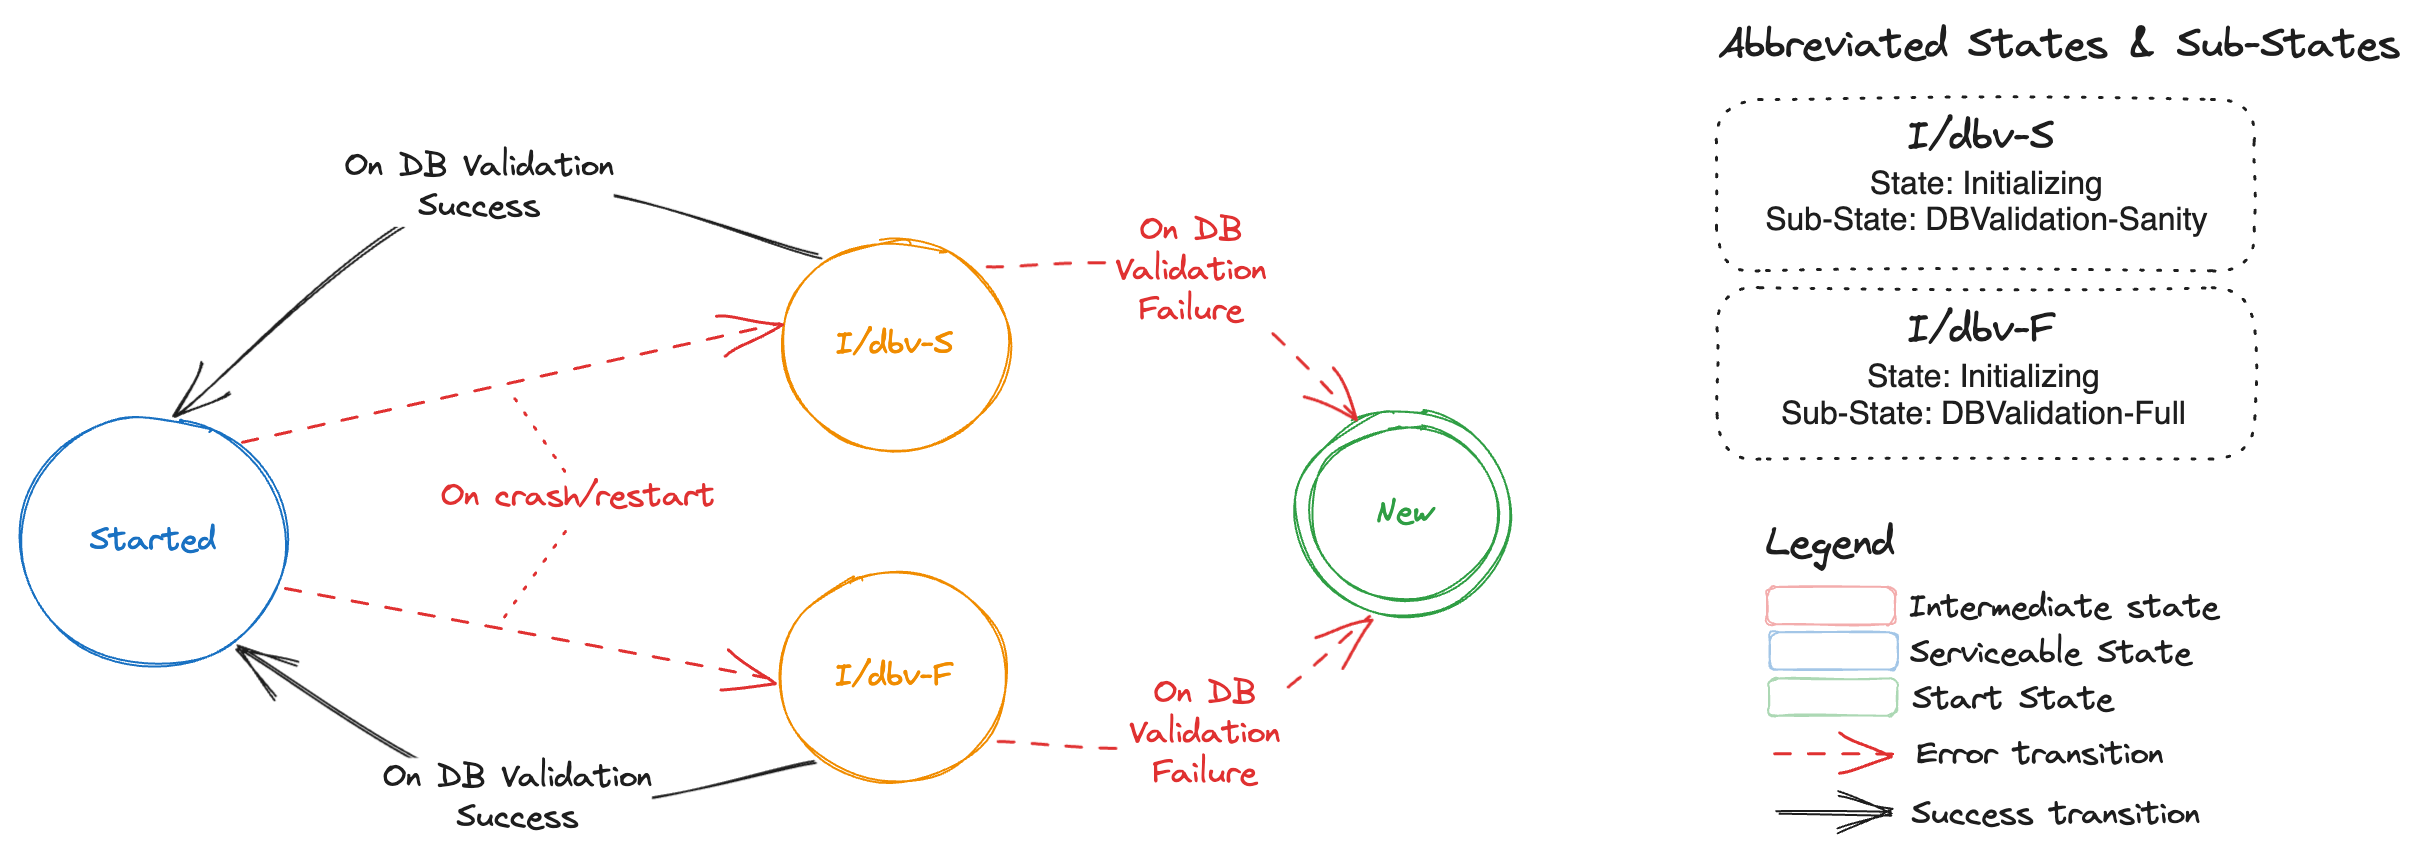 Abbreviated States & Sub-States
I/dbv-S
State: Initializing
Sub-State: DBValidation-Sanity
I/dbv-F
State: Initializing
Sub-State: DBValidation-Full
On DB Validation
Success
On DB
Validation
Failure
I/dbv-S
On crash/restart
Started
New
I/dbv-F
On DB
Validation
Failure
On DB Validation
Success
Legend
Intermediate state
Serviceable State
Start State
Error transition
Success transition